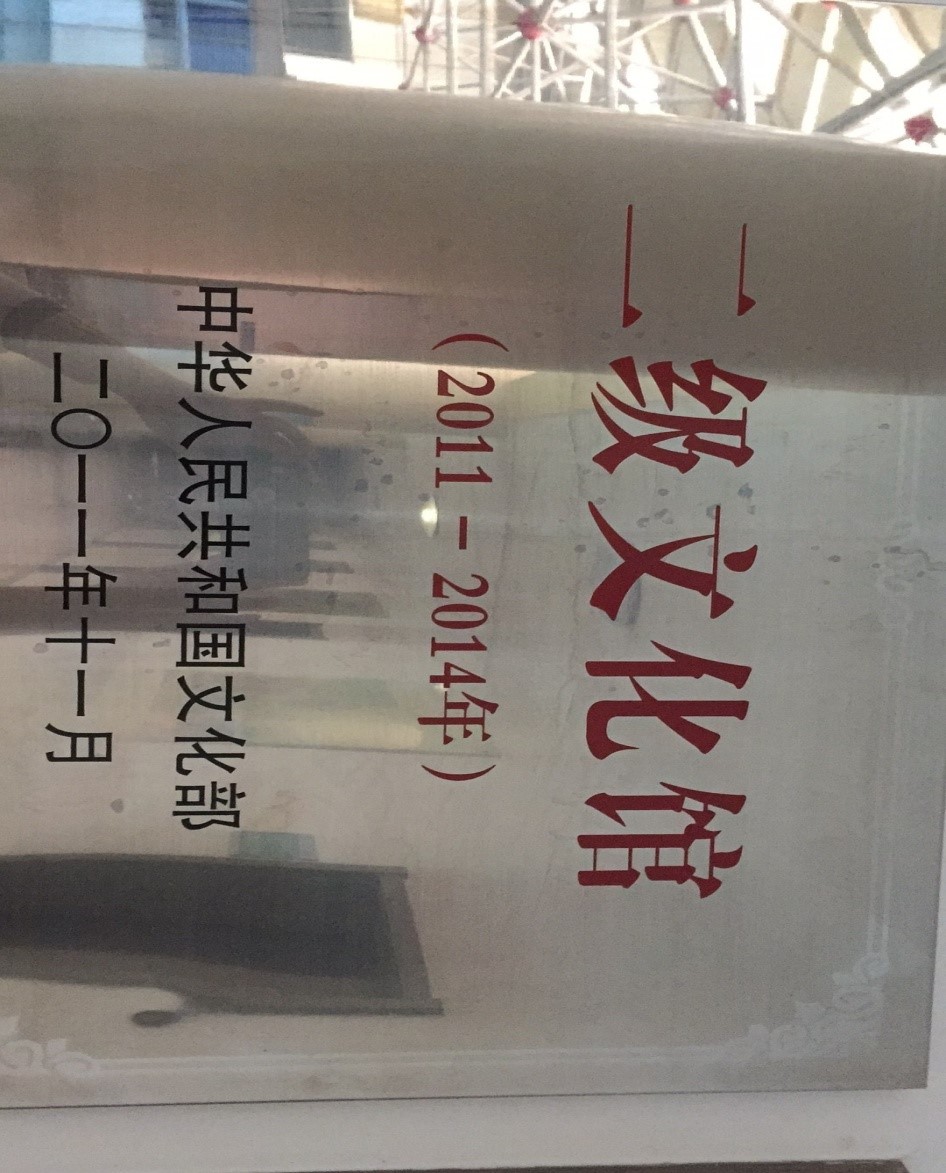 二级文化馆
（2011－2014年）
中华人民共和国文化部
二〇一一年十一月